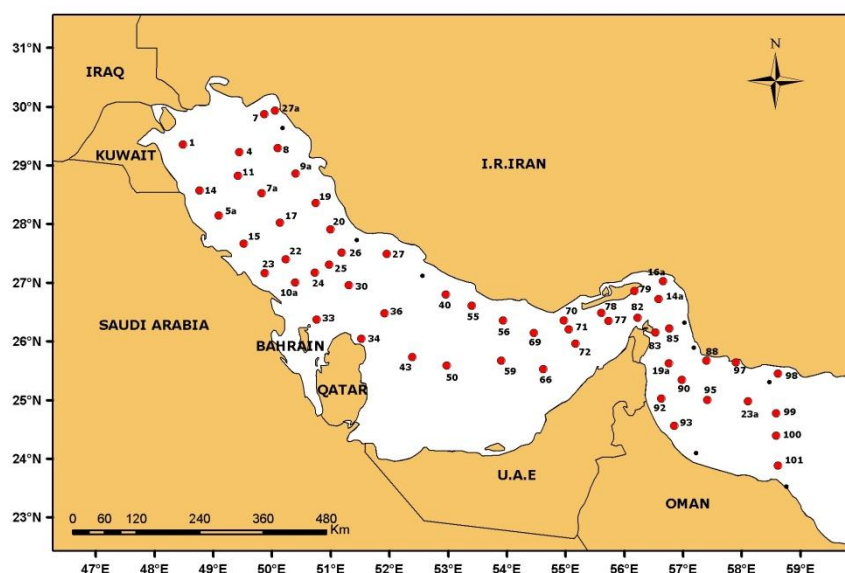 31°N
30°N
29°N
28°N
27°N
26°N
25°N
24°N
23°N
IRAQ
N
27a
7
1
4
8
KUWAIT
9a
I.R.IRAN
11
14
7a
19
5a
17
20
15
22
26
27
23
25
16a
10a
24
30
40
79
14a
33
36
55
70
78
82
SAUDI ARABIA
56
71
77
BAHRAIN
34
69
72
83
85
43
50
59
66
19a
88
97
98
QATAR
90
95
92
23a
99
93
100
U.A.E
101
OMAN
0 60 120 240 360 480
Km
47°E 48°E 49°E 50°E 51°E 52°E 53°E 54°E 55°E 56°E 57°E 58°E 59°E